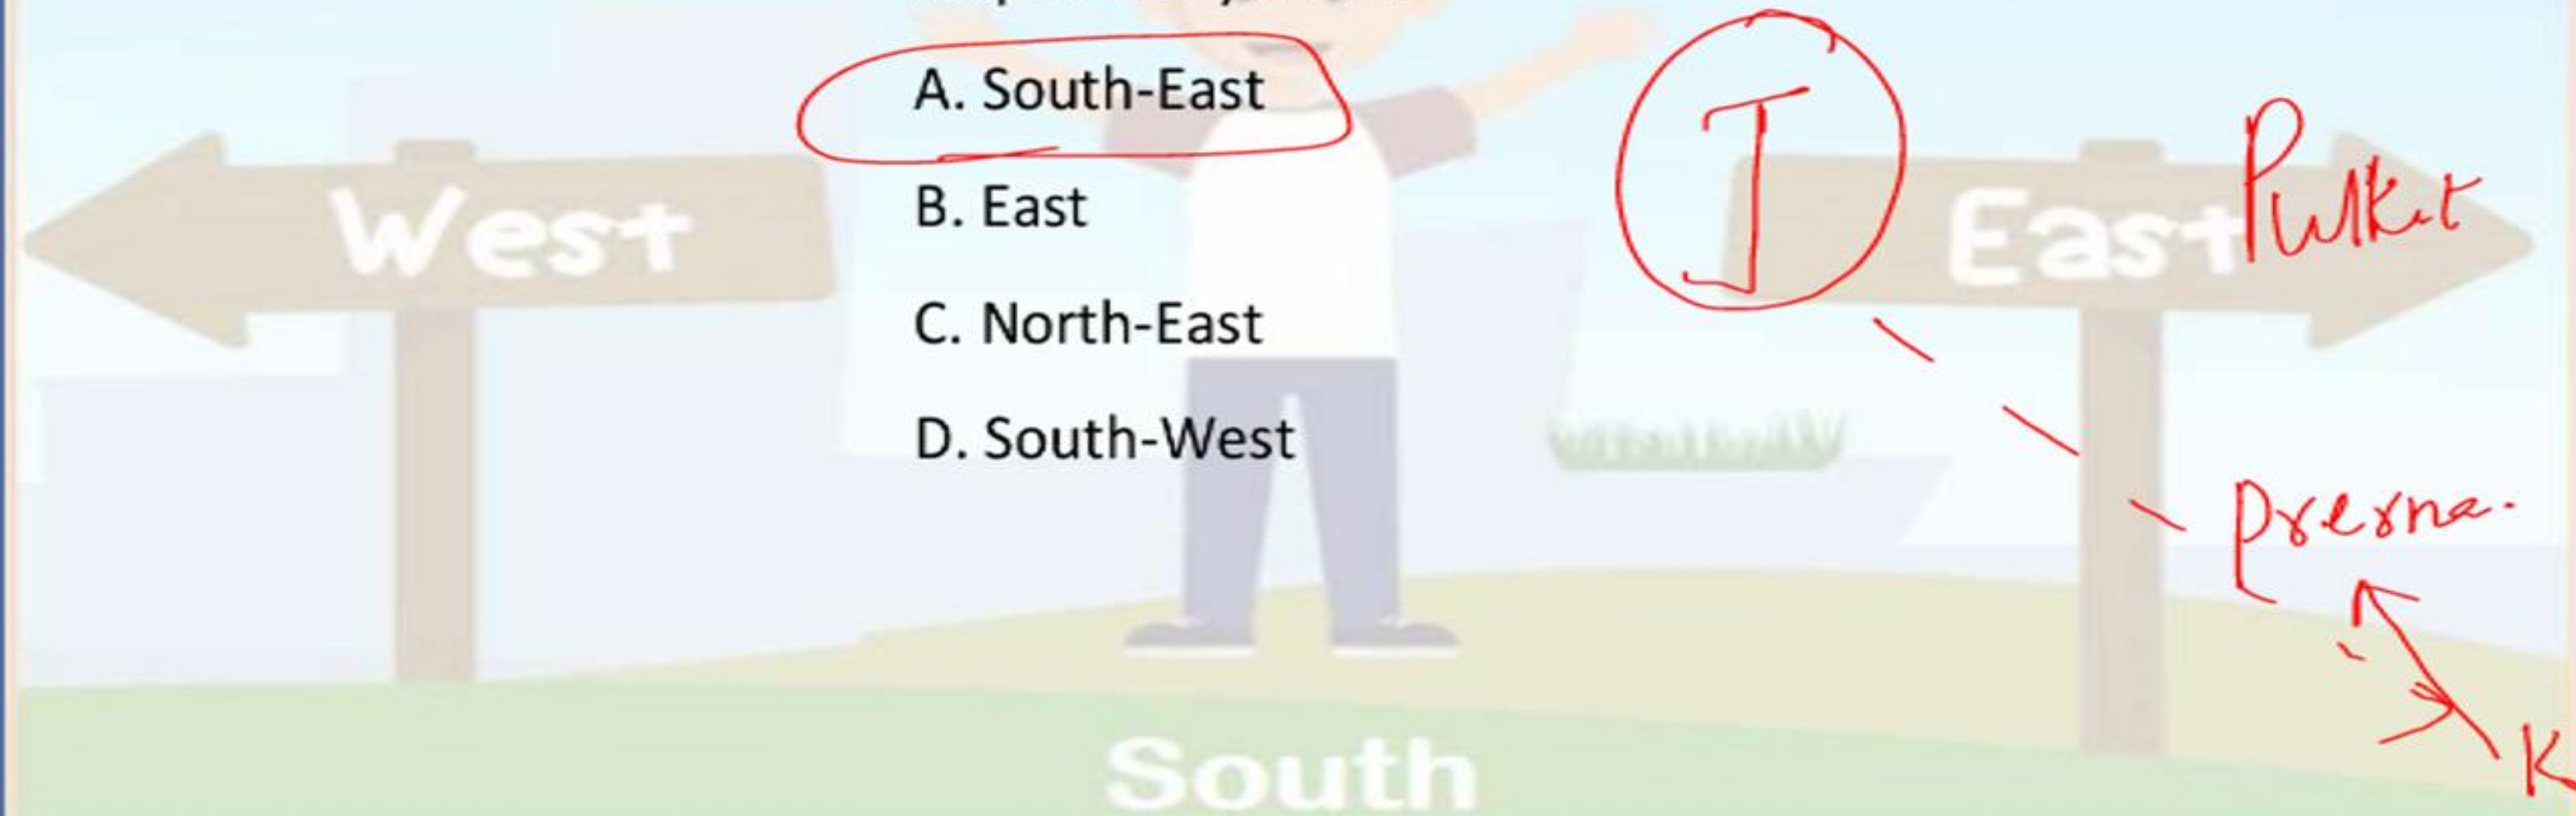 A. South-East
West
B. East
East
Pulkit
C. North-East
D. South-West
Prerna.
K
South